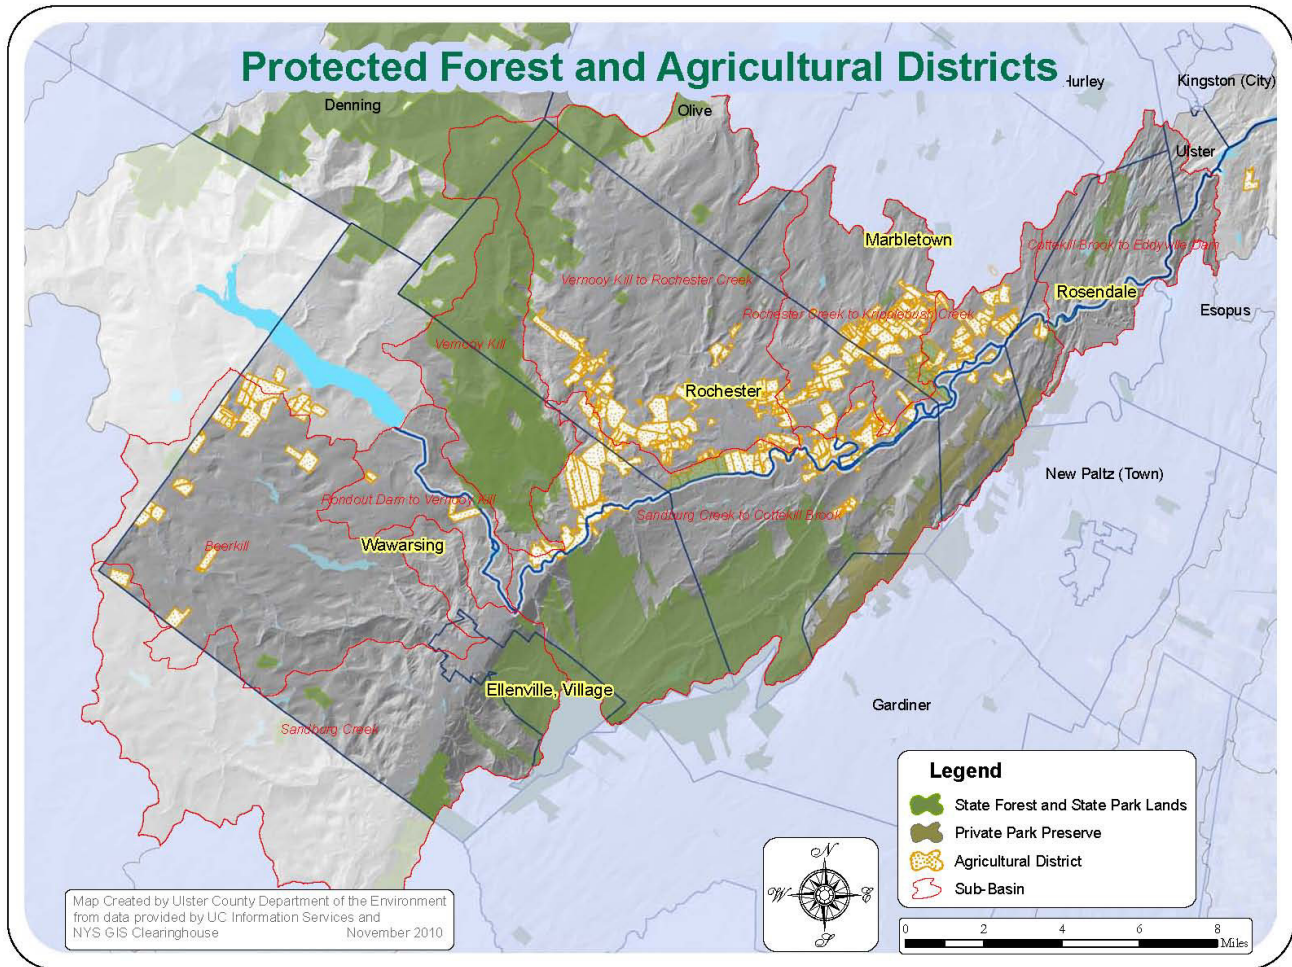 Protected Forest and Agricultural Districts
Denning
Olive
Hurley
Kingston (City)
Ulster
Marbletown
Cottekill Brook to Eddyville Dam
Vernooy Kill to Rochester Creek
Rosendale
Rochester Creek to Kripplebush Creek
Esopus
Vernooy Kill
Rochester
New Paltz (Town)
Rondout Dam to Vernooy Kill
Sandburg Creek to Cottekill Brook
Beerkill
Wawarsing
Ellenville, Village
Gardiner
Sandburg Creek
Legend
State Forest and State Park Lands
Private Park Preserve
Agricultural District
Sub-Basin
N
W E
S
Map Created by Ulster County Department of the Environment
from data provided by UC Information Services and
NYS GIS Clearinghouse November 2010
0 2 4 6 8
Miles